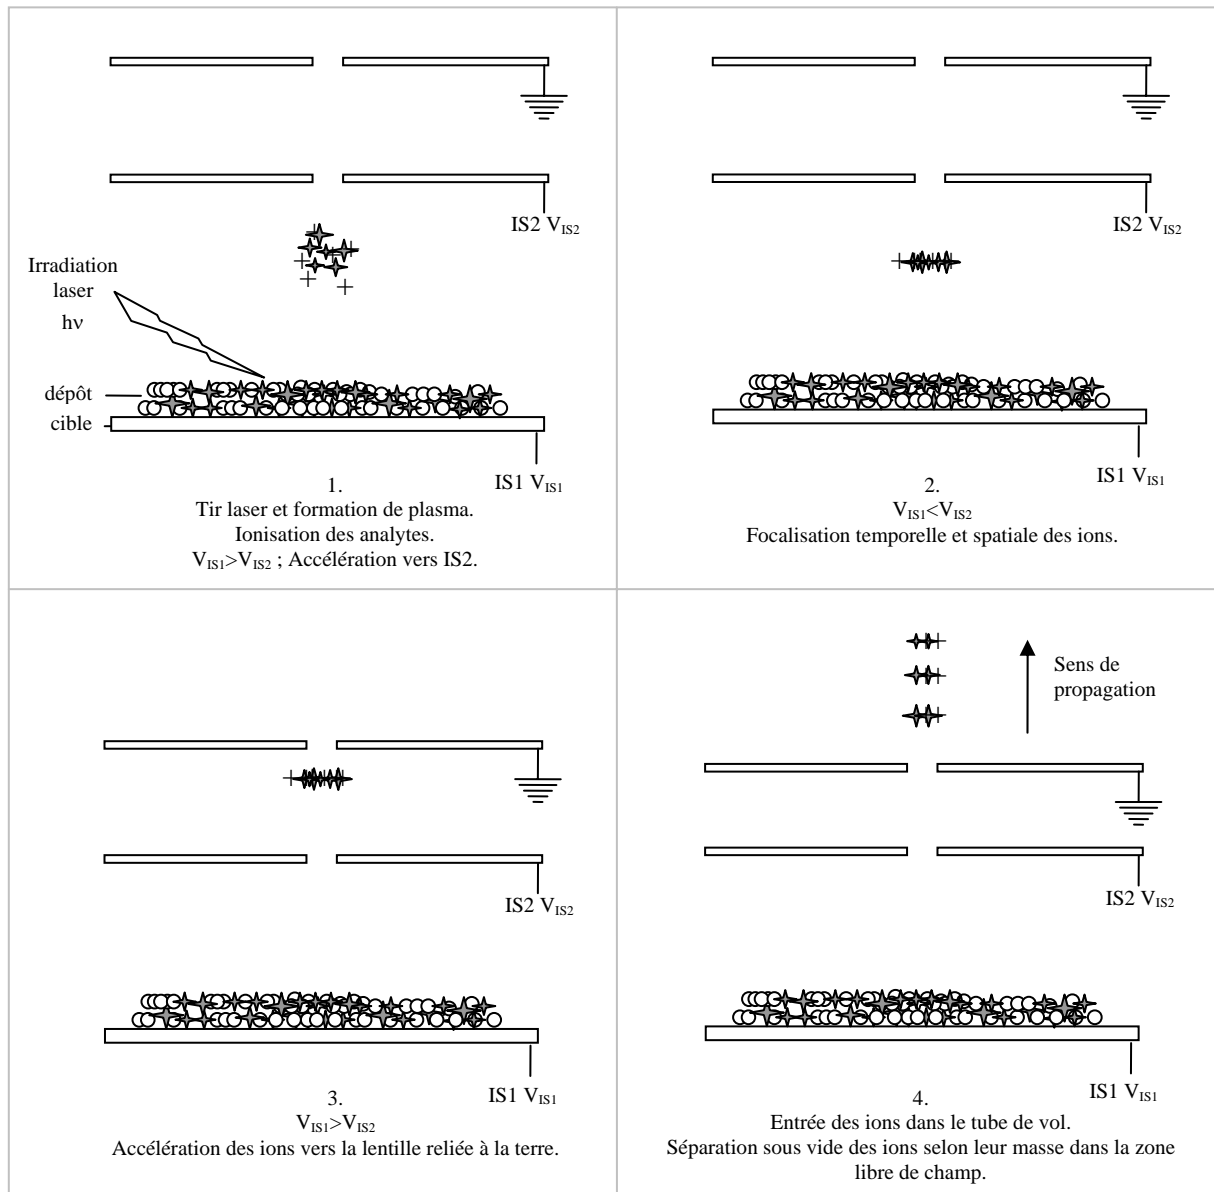 IS2 V_IS2
Irradiation
laser
hν
dépôt
cible
IS1 V_IS1
1.
Tir laser et formation de plasma.
Ionisation des analytes.
V_IS1>V_IS2 ; Accélération vers IS2.
IS2 V_IS2
IS1 V_IS1
2.
V_IS1<V_IS2
Focalisation temporelle et spatiale des ions.
IS2 V_IS2
IS1 V_IS1
3.
V_IS1>V_IS2
Accélération des ions vers la lentille reliée à la terre.
Sens de
propagation
IS2 V_IS2
IS1 V_IS1
4.
Entrée des ions dans le tube de vol.
Séparation sous vide des ions selon leur masse dans la zone
libre de champ.